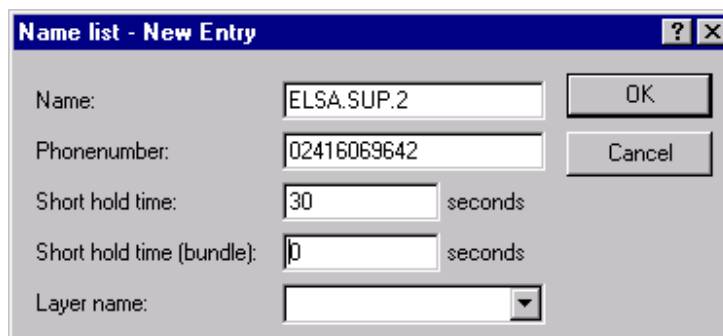 Name list - New Entry ?
Name: ELSA.SUP.2 OK
Phonenumber: 02416069642 Cancel
Short hold time: 30 seconds
Short hold time (bundle): 0 seconds
Layer name: